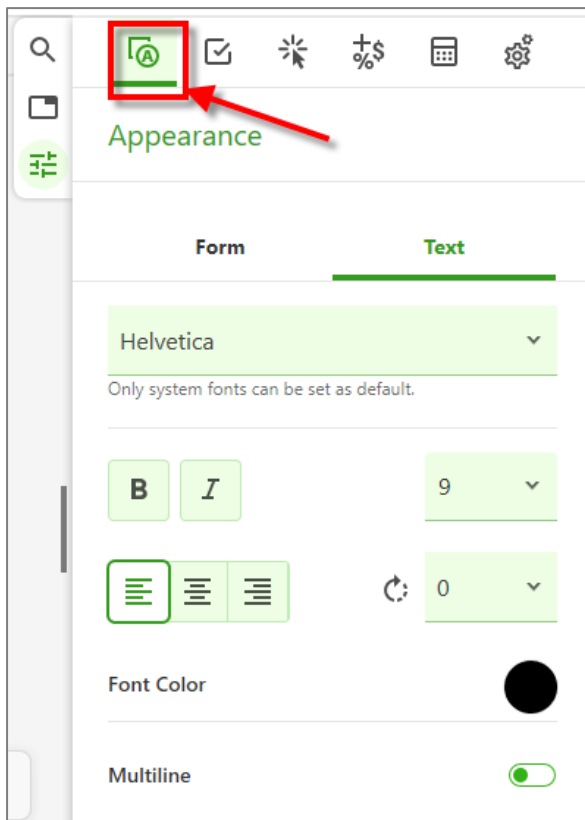 Appearance
Form Text
Helvetica
Only system fonts can be set as default.
B I 9
0
Font Color
Multiline